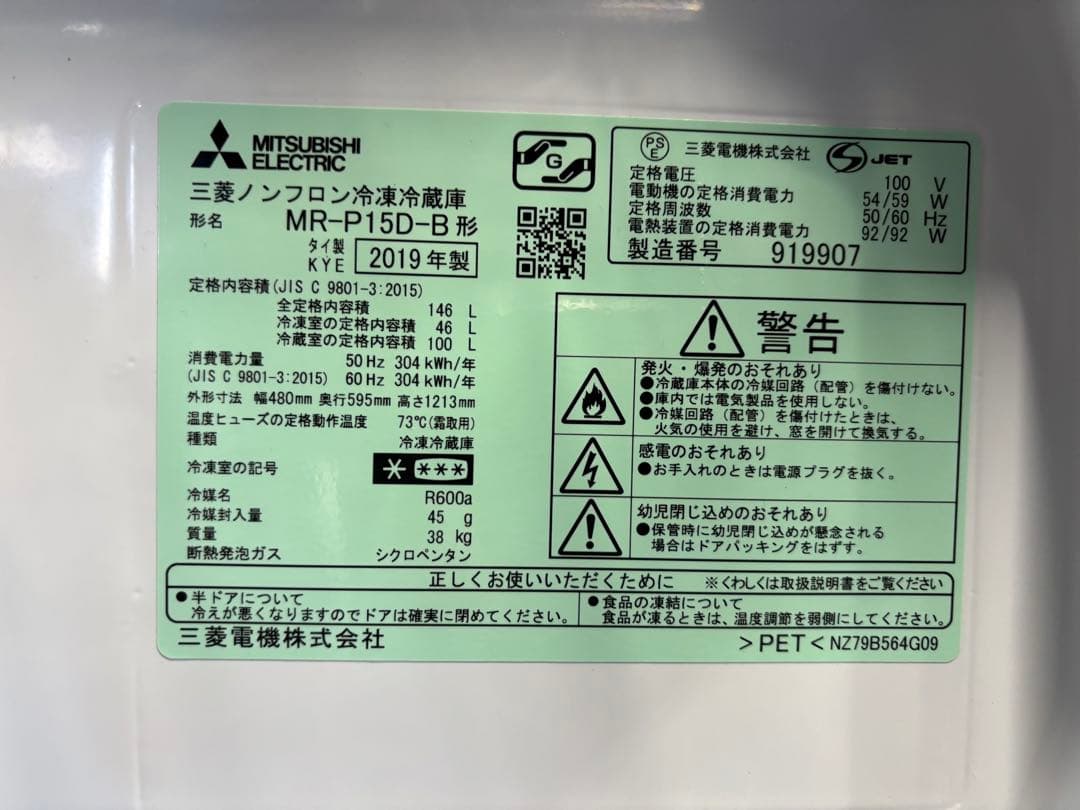 MITSUBISHI
ELECTRIC
三菱ノンフロン冷凍冷蔵庫
形名 MR-P15D-B 形
タイ製
KYE 2019 年製
定格内容積(JIS C 9801-3:2015)
全定格内容積 146 L
冷凍室の定格内容積 46 L
冷蔵室の定格内容積 100 L
消費電力量 50 Hz 304 kWh/年
(JIS C 9801-3:2015) 60 Hz 304 kWh/年
外形寸法 幅480mm 奥行595mm 高さ1213mm
温度ヒューズの定格動作温度 73℃(霜取用)
種類 冷凍冷蔵庫
冷凍室の記号 * ***
冷媒名 R600a
冷媒封入量 45 g
質量 38 kg
断熱発泡ガス シクロペンタン
G
PS
E 三菱電機株式会社 S JET
定格電圧 100 V
電動機の定格消費電力 54/59 W
定格周波数 50/60 Hz
電熱装置の定格消費電力 92/92 W
製造番号 919907
警告
発火・爆発のおそれあり
●冷蔵庫本体の冷媒回路（配管）を傷付けない。
●庫内では電気製品を使用しない。
●冷媒回路（配管）を傷付けたときは、
火気の使用を避け、窓を開けて換気する。
感電のおそれあり
●お手入れのときは電源プラグを抜く。
幼児閉じ込めのおそれあり
●保管時に幼児閉じ込めが懸念される
場合はドアパッキングをはずす。
正しくお使いいただくために ※くわしくは取扱説明書をご覧ください
●半ドアについて
冷えが悪くなりますのでドアは確実に閉めてください。
●食品の凍結について
食品が凍るときは、温度調節を弱側にしてください。
三菱電機株式会社
>PET< NZ79B564G09